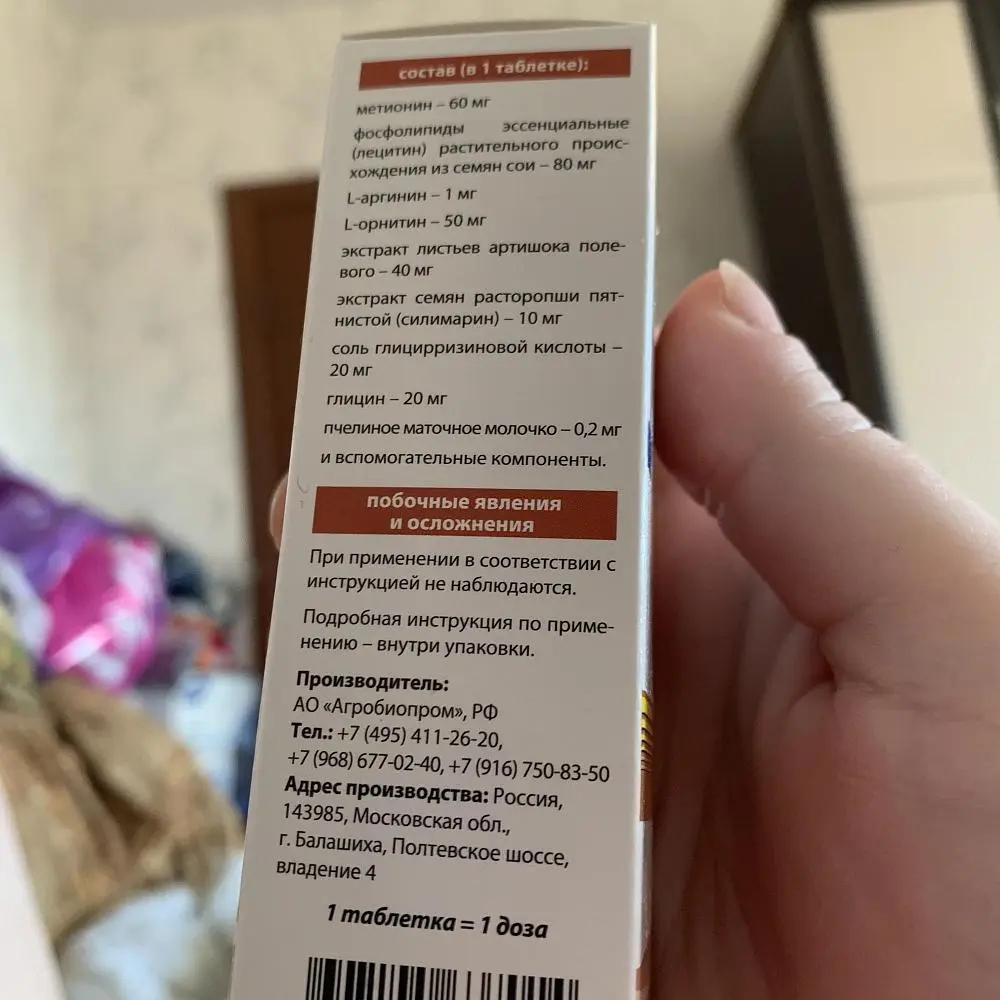 состав (в 1 таблетке):
метионин – 60 мг
фосфолипиды эссенциальные
(лецитин) растительного проис-
хождения из семян сои – 80 мг
L-аргинин – 1 мг
L-орнитин – 50 мг
экстракт листьев артишока поле-
вого – 40 мг
экстракт семян расторопши пят-
нистой (силимарин) – 10 мг
соль глицирризиновой кислоты –
20 мг
глицин – 20 мг
пчелиное маточное молочко – 0,2 мг
и вспомогательные компоненты.
побочные явления
и осложнения
При применении в соответствии с
инструкцией не наблюдаются.
Подробная инструкция по приме-
нению – внутри упаковки.
Производитель:
АО «Агробиопром», РФ
Тел.: +7 (495) 411-26-20,
+7 (968) 677-02-40, +7 (916) 750-83-50
Адрес производства: Россия,
143985, Московская обл.,
г. Балашиха, Полтевское шоссе,
владение 4
1 таблетка = 1 доза